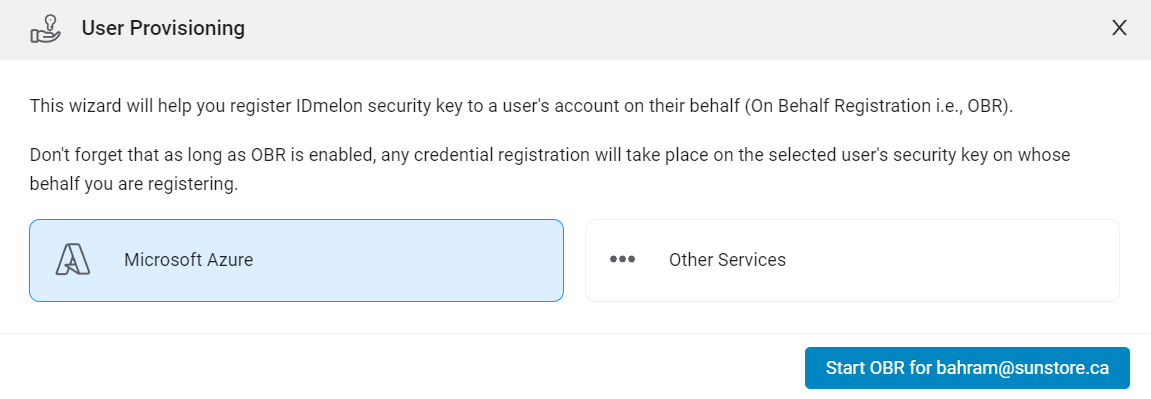 User Provisioning
This wizard will help you register IDmelon security key to a user's account on their behalf (On Behalf Registration i.e., OBR).
Don't forget that as long as OBR is enabled, any credential registration will take place on the selected user's security key on whose
behalf you are registering.
Microsoft Azure
Other Services
Start OBR for bahram@sunstore.ca